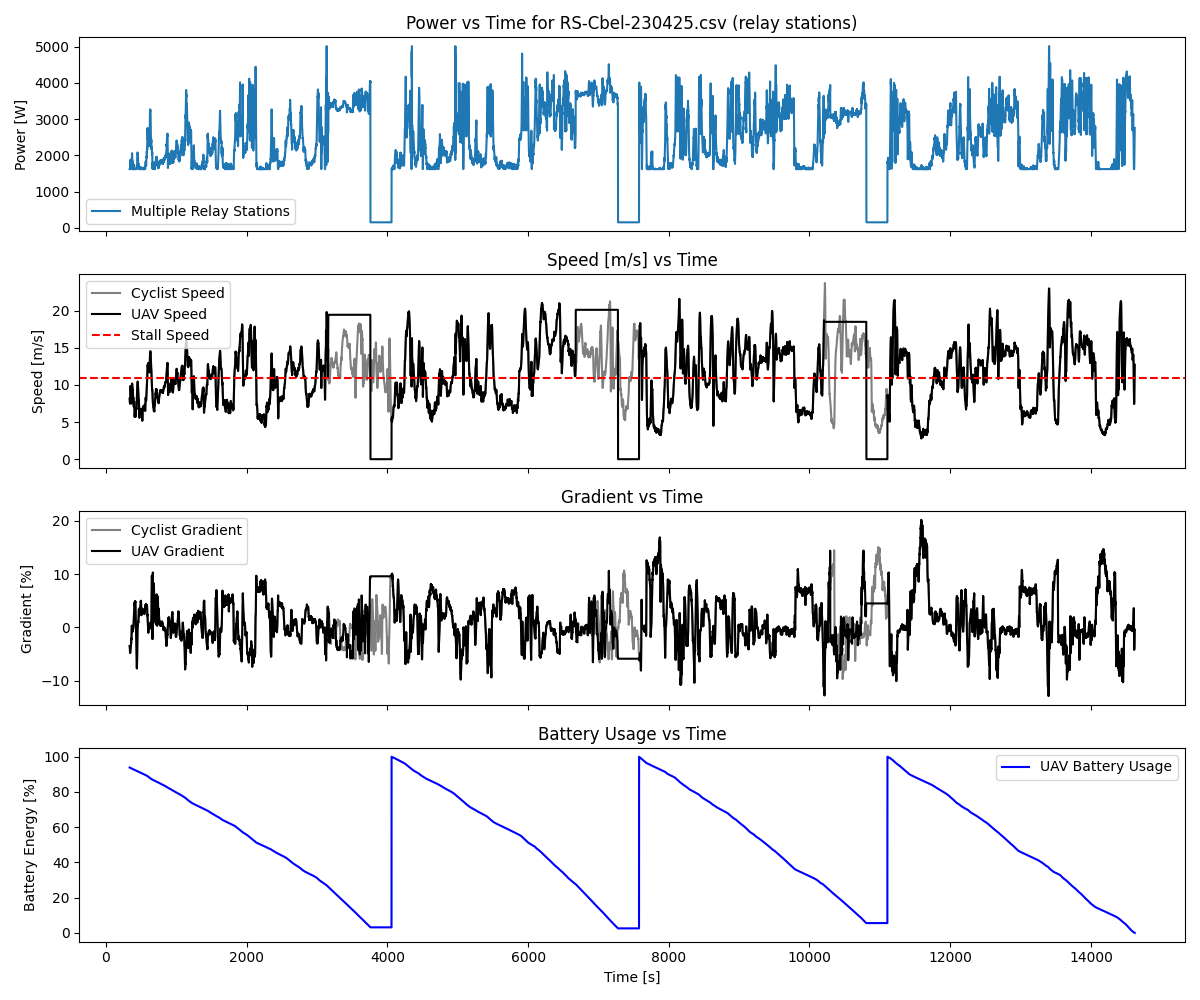 Power vs Time for RS-Cbel-230425.csv (relay stations)
5000
4000
3000
2000
1000
0
Power [W]
Multiple Relay Stations
Speed [m/s] vs Time
20
15
10
5
0
Speed [m/s]
Cyclist Speed
UAV Speed
Stall Speed
Gradient vs Time
20
10
0
−10
Gradient [%]
Cyclist Gradient
UAV Gradient
Battery Usage vs Time
100
80
60
40
20
0
Battery Energy [%]
UAV Battery Usage
0 2000 4000 6000 8000 10000 12000 14000
Time [s]